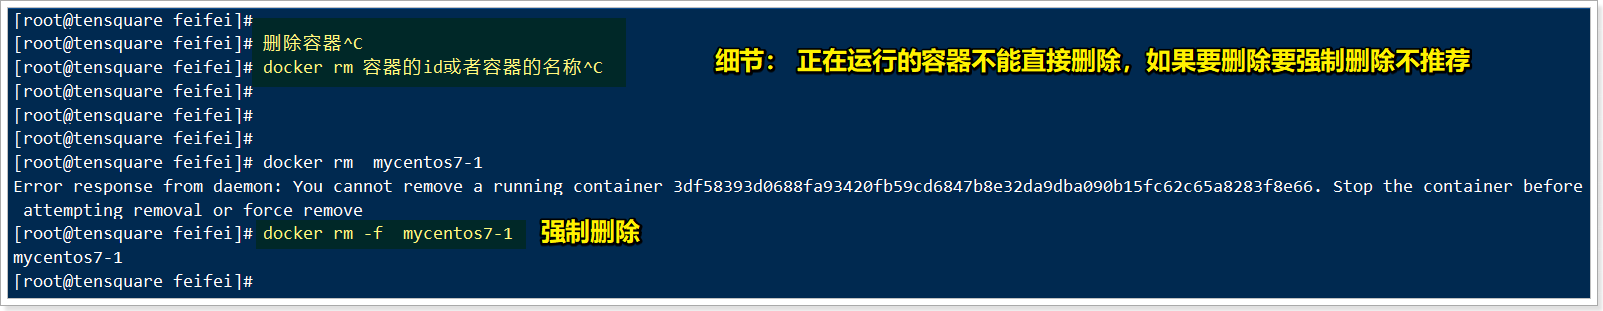 [root@tensquare feifei]#
[root@tensquare feifei]# 删除容器^C
[root@tensquare feifei]# docker rm 容器的id或者容器的名称^C
细节： 正在运行的容器不能直接删除，如果要删除要强制删除不推荐
[root@tensquare feifei]#
[root@tensquare feifei]#
[root@tensquare feifei]#
[root@tensquare feifei]# docker rm  mycentos7-1
Error response from daemon: You cannot remove a running container 3df58393d0688fa93420fb59cd6847b8e32da9dba090b15fc62c65a8283f8e66. Stop the container before
 attempting removal or force remove
[root@tensquare feifei]# docker rm -f  mycentos7-1 强制删除
mycentos7-1
[root@tensquare feifei]#